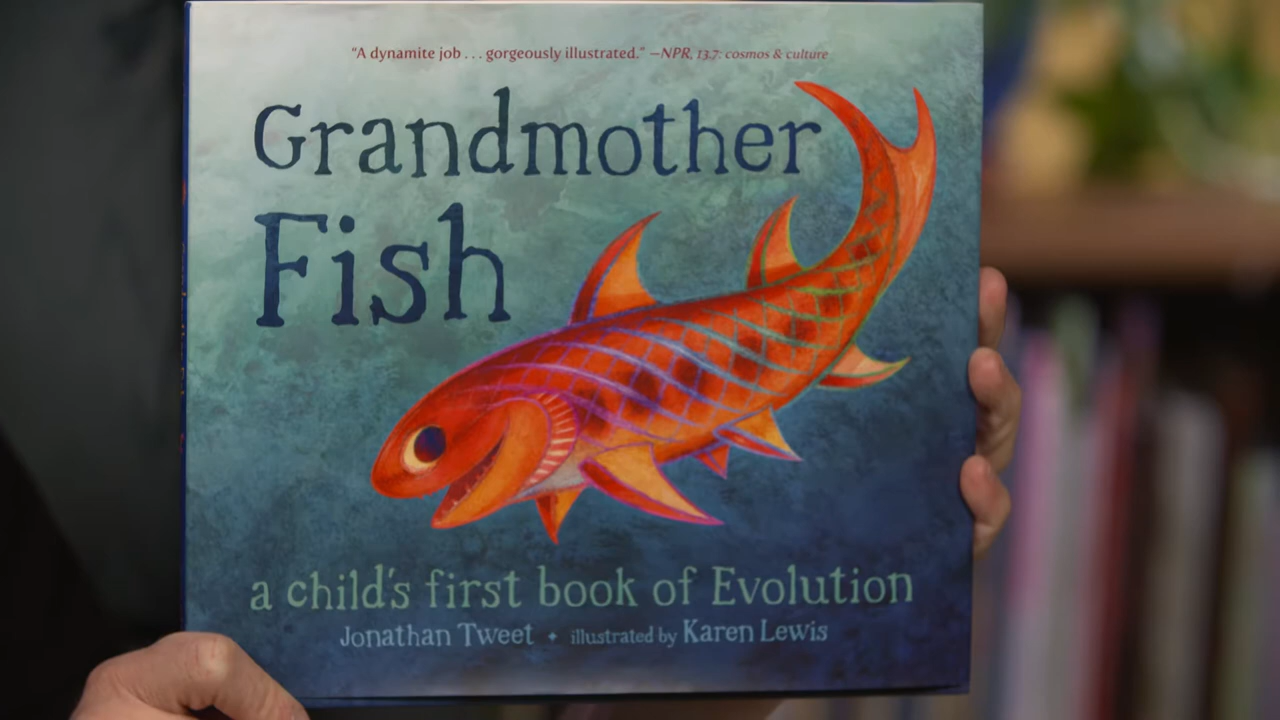 “A dynamite job . . . gorgeously illustrated.” —NPR, 13.7: cosmos & culture
Grandmother
Fish
a child's first book of Evolution
Jonathan Tweet ✦ illustrated by Karen Lewis